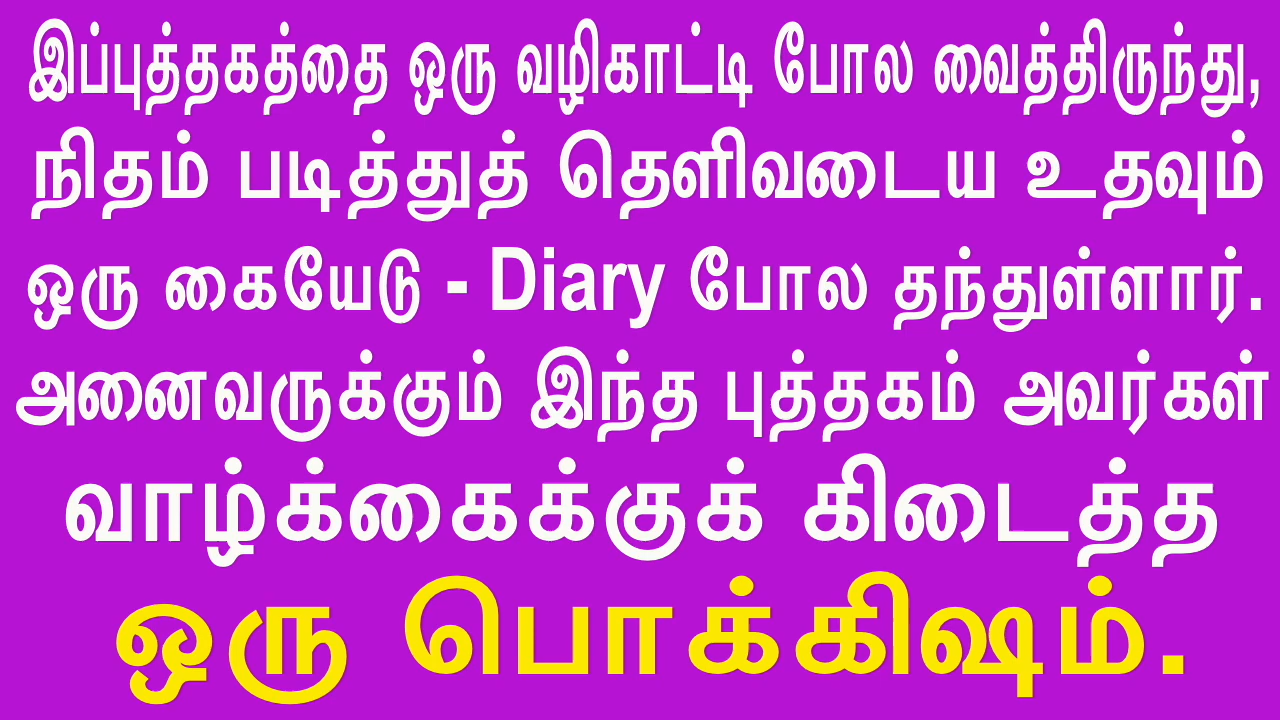 இப்புத்தகத்தை ஒரு வழிகாட்டி போல வைத்திருந்து,
நிதம் படித்துத் தெளிவடைய உதவும்
ஒரு கையேடு - Diary போல தந்துள்ளார்.
அனைவருக்கும் இந்த புத்தகம் அவர்கள்
வாழ்க்கைக்குக் கிடைத்த
ஒரு பொக்கிஷம்.